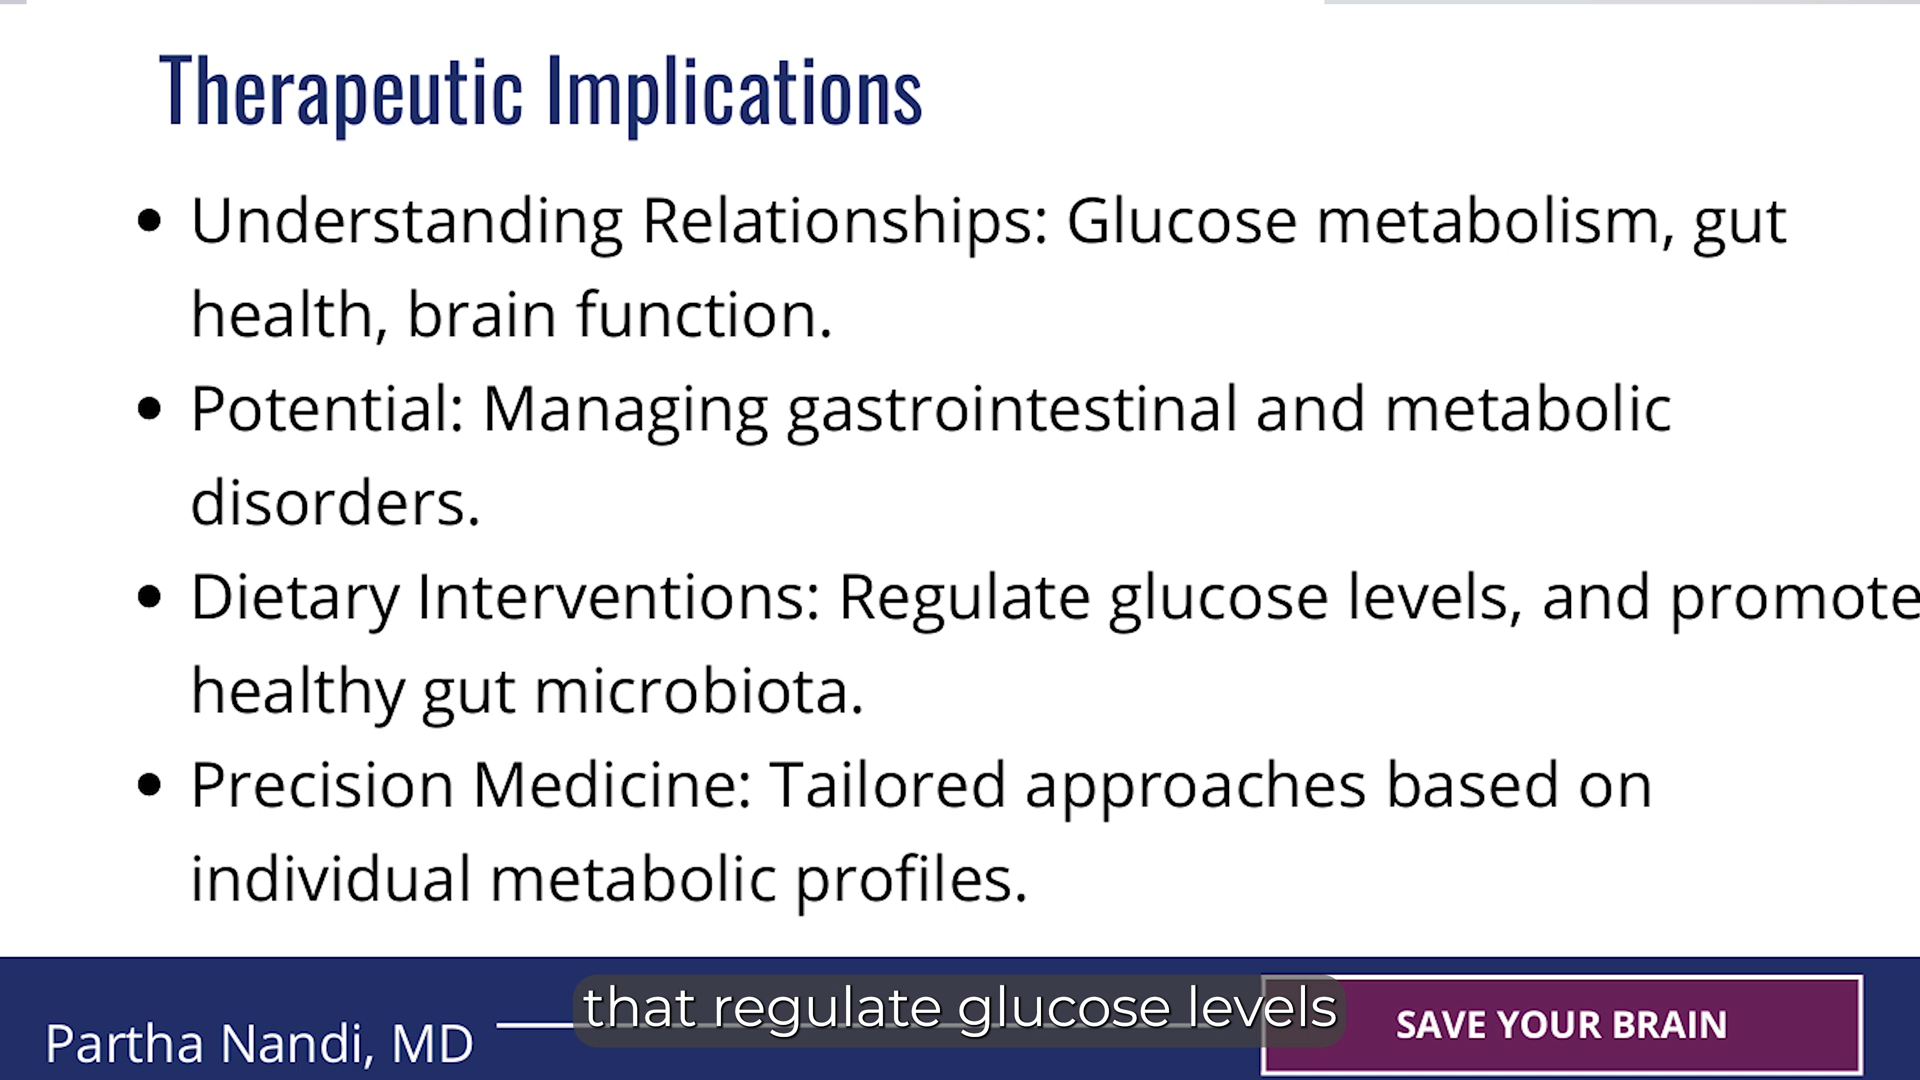 Therapeutic Implications
• Understanding Relationships: Glucose metabolism, gut
health, brain function.
• Potential: Managing gastrointestinal and metabolic
disorders.
• Dietary Interventions: Regulate glucose levels, and promote
healthy gut microbiota.
• Precision Medicine: Tailored approaches based on
individual metabolic profiles.
that regulate glucose levels
Partha Nandi, MD
SAVE YOUR BRAIN